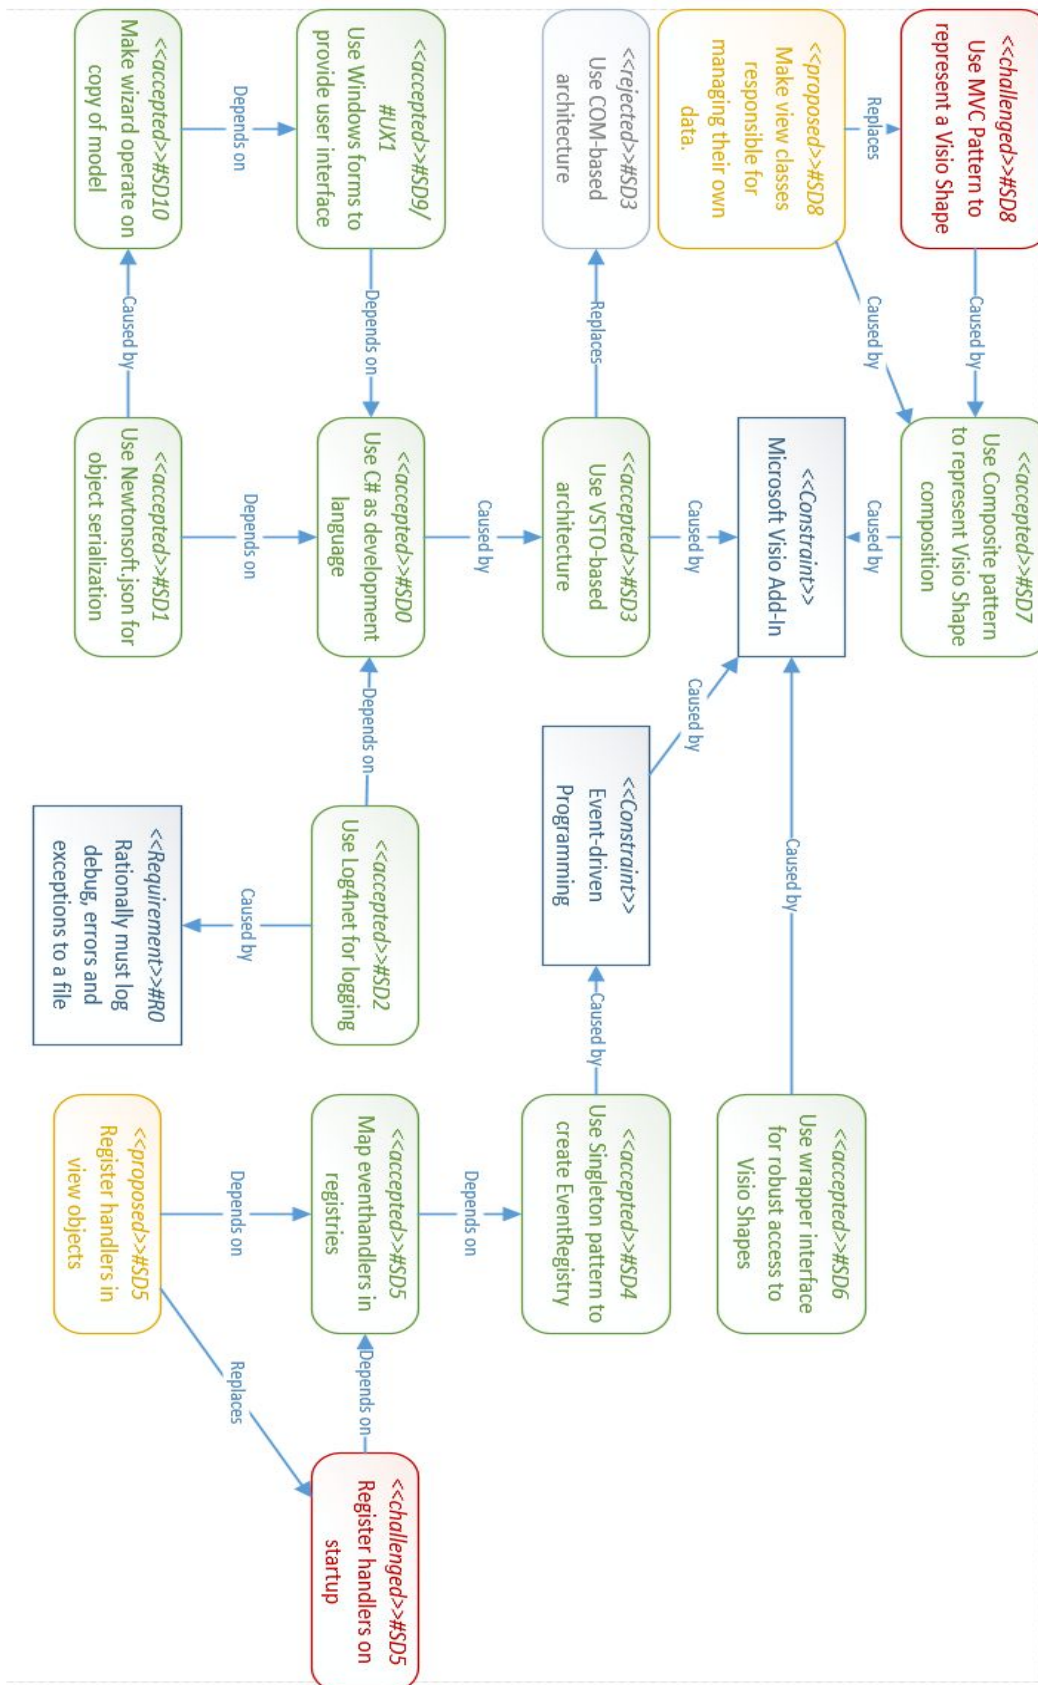 <<challenged>>#SD8
Use MVC Pattern to
represent a Visio Shape
Caused by
<<accepted>>#SD7
Use Composite pattern
to represent Visio Shape
composition
Replaces
<<proposed>>#SD8
Make view classes
responsible for
managing their own
data.
Caused by
Caused by
<<Constraint>>
Microsoft Visio Add-In
Caused by
<<accepted>>#SD6
Use wrapper interface
for robust access to
Visio Shapes
<<rejected>>#SD3
Use COM-based
architecture
Replaces
<<accepted>>#SD3
Use VSTO-based
architecture
Caused by
Caused by
<<Constraint>>
Event-driven
Programming
Caused by
<<accepted>>#SD4
Use Singleton pattern to
create EventRegistry
Caused by
Depends on
<<accepted>>#SD9/
#UX1
Use Windows forms to
provide user interface
Depends on
<<accepted>>#SD0
Use C# as development
language
Depends on
<<accepted>>#SD2
Use Log4net for logging
<<accepted>>#SD5
Map eventhandlers in
registries
Depends on
<<challenged>>#SD5
Register handlers on
startup
Depends on
Depends on
Caused by
Depends on
Replaces
<<accepted>>#SD10
Make wizard operate on
copy of model
Caused by
<<accepted>>#SD1
Use Newtonsoft.json for
object serialization
<<Requirement>>#R0
Rationally must log
debug, errors and
exceptions to a file
<<proposed>>#SD5
Register handlers in
view objects